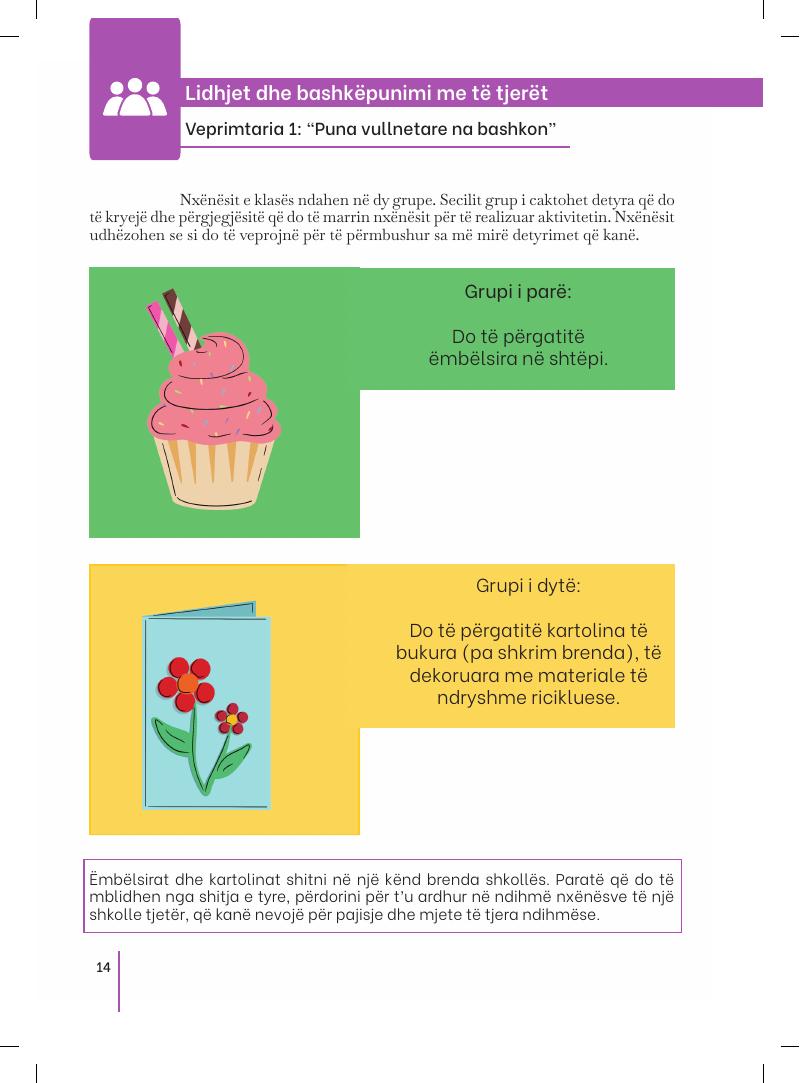 Lidhjet dhe bashkëpunimi me të tjerët
Veprimtaria 1: “Puna vullnetare na bashkon”
Nxënësit e klasës ndahen në dy grupe. Secilit grup i caktohet detyra që do
të kryejë dhe përgjegjësitë që do të marrin nxënësit për të realizuar aktivitetin. Nxënësit
udhëzohen se si do të veprojnë për të përmbushur sa më mirë detyrimet që kanë.
Grupi i parë:
Do të përgatitë
ëmbëlsira në shtëpi.
Grupi i dytë:
Do të përgatitë kartolina të
bukura (pa shkrim brenda), të
dekoruara me materiale të
ndryshme ricikluese.
Ëmbëlsirat dhe kartolinat shitni në një kënd brenda shkollës. Paratë që do të
mblidhen nga shitja e tyre, përdorini për t’u ardhur në ndihmë nxënësve të një
shkolle tjetër, që kanë nevojë për pajisje dhe mjete të tjera ndihmëse.
14